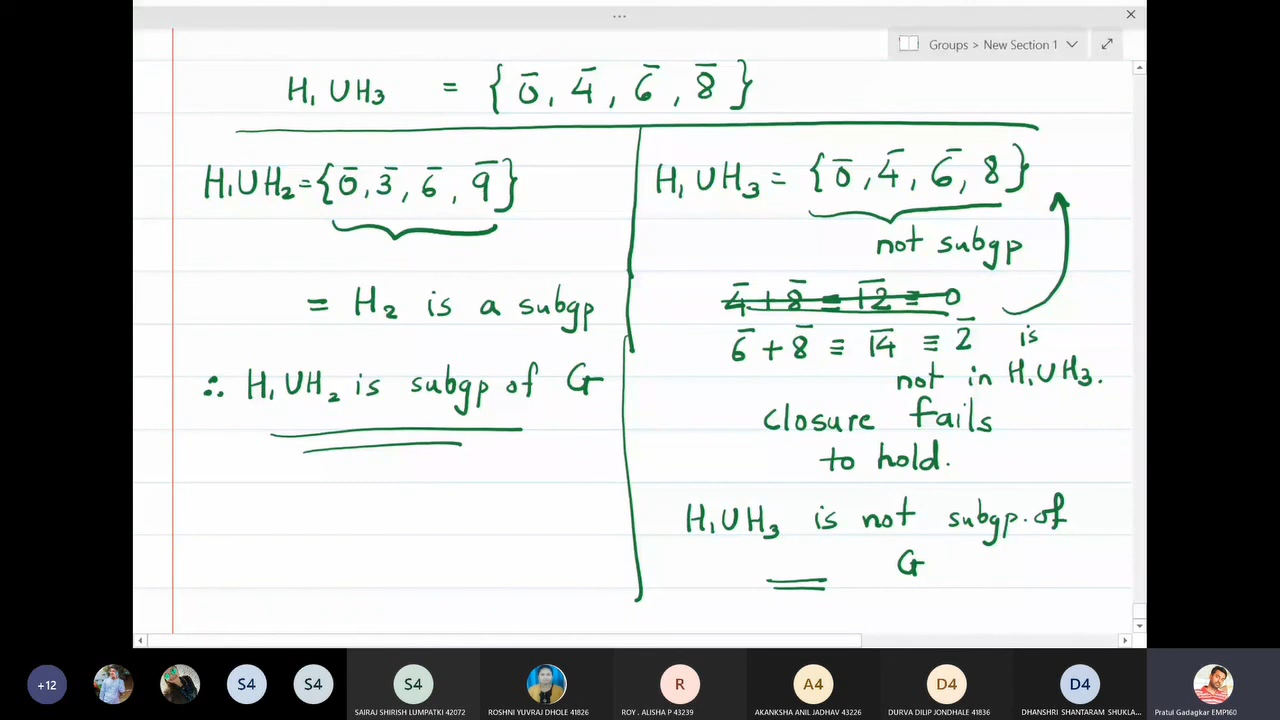 Groups > New Section 1
H₁ ∪ H₃ = { 0̄, 4̄, 6̄, 8̄ }
H₁∪H₂ = { 0̄, 3̄, 6̄, 9̄ }
= H₂ is a subgp
∴ H₁∪H₂ is subgp of G
H₁ ∪ H₃ = { 0̄, 4̄, 6̄, 8̄ }
not subgp
4̄ + 8̄ ≡ 12̄ ≡ 0
6̄ + 8̄ ≡ 14̄ ≡ 2̄ is
not in H₁∪H₃.
closure fails
to hold.
H₁∪H₃ is not subgp. of
G
+12
S4
S4
S4
R
A4
D4
D4
SAIRAJ SHIRISH LUMPATKI 42072
ROSHNI YUVRAJ DHOLE 41826
ROY . ALISHA P 43239
AKANKSHA ANIL JADHAV 43226
DURVA DILIP JONDHALE 41836
DHANSHRI SHANTARAM SHUKLA...
Pratul Gadagkar EMP160